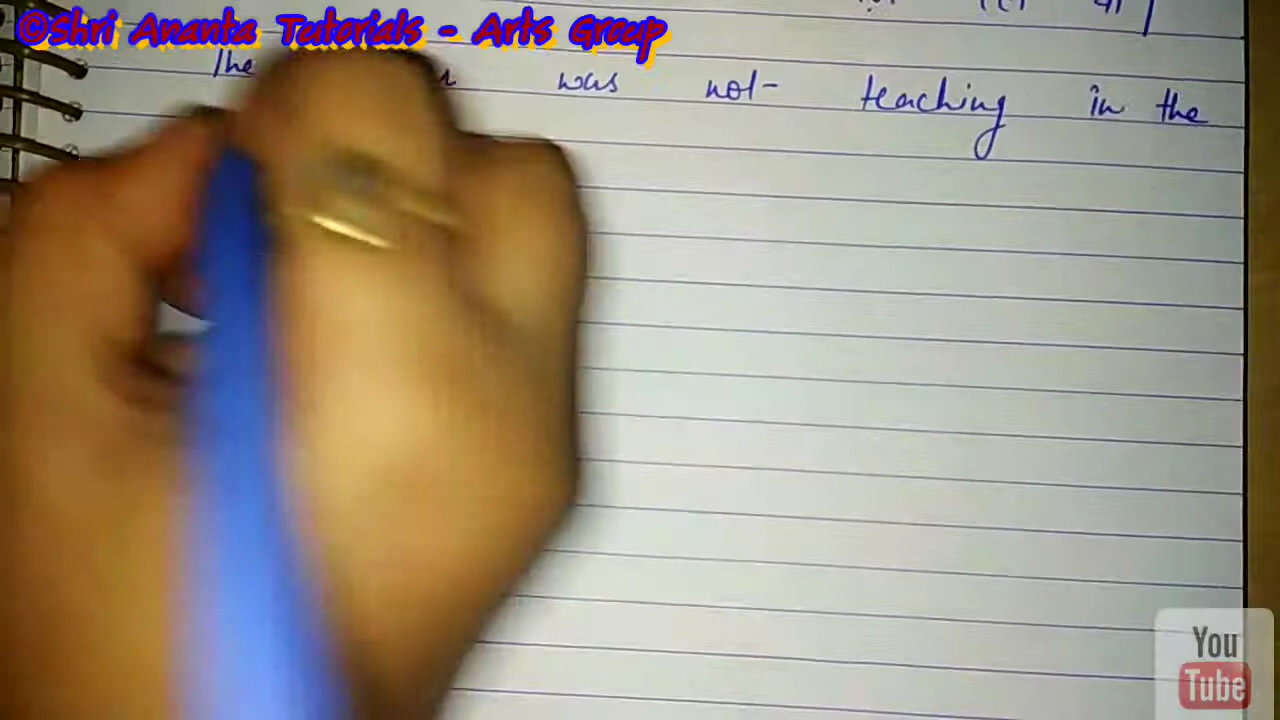 ©Shri Ananta Tutorials - Arts Group
The was not teaching in the
You
Tube